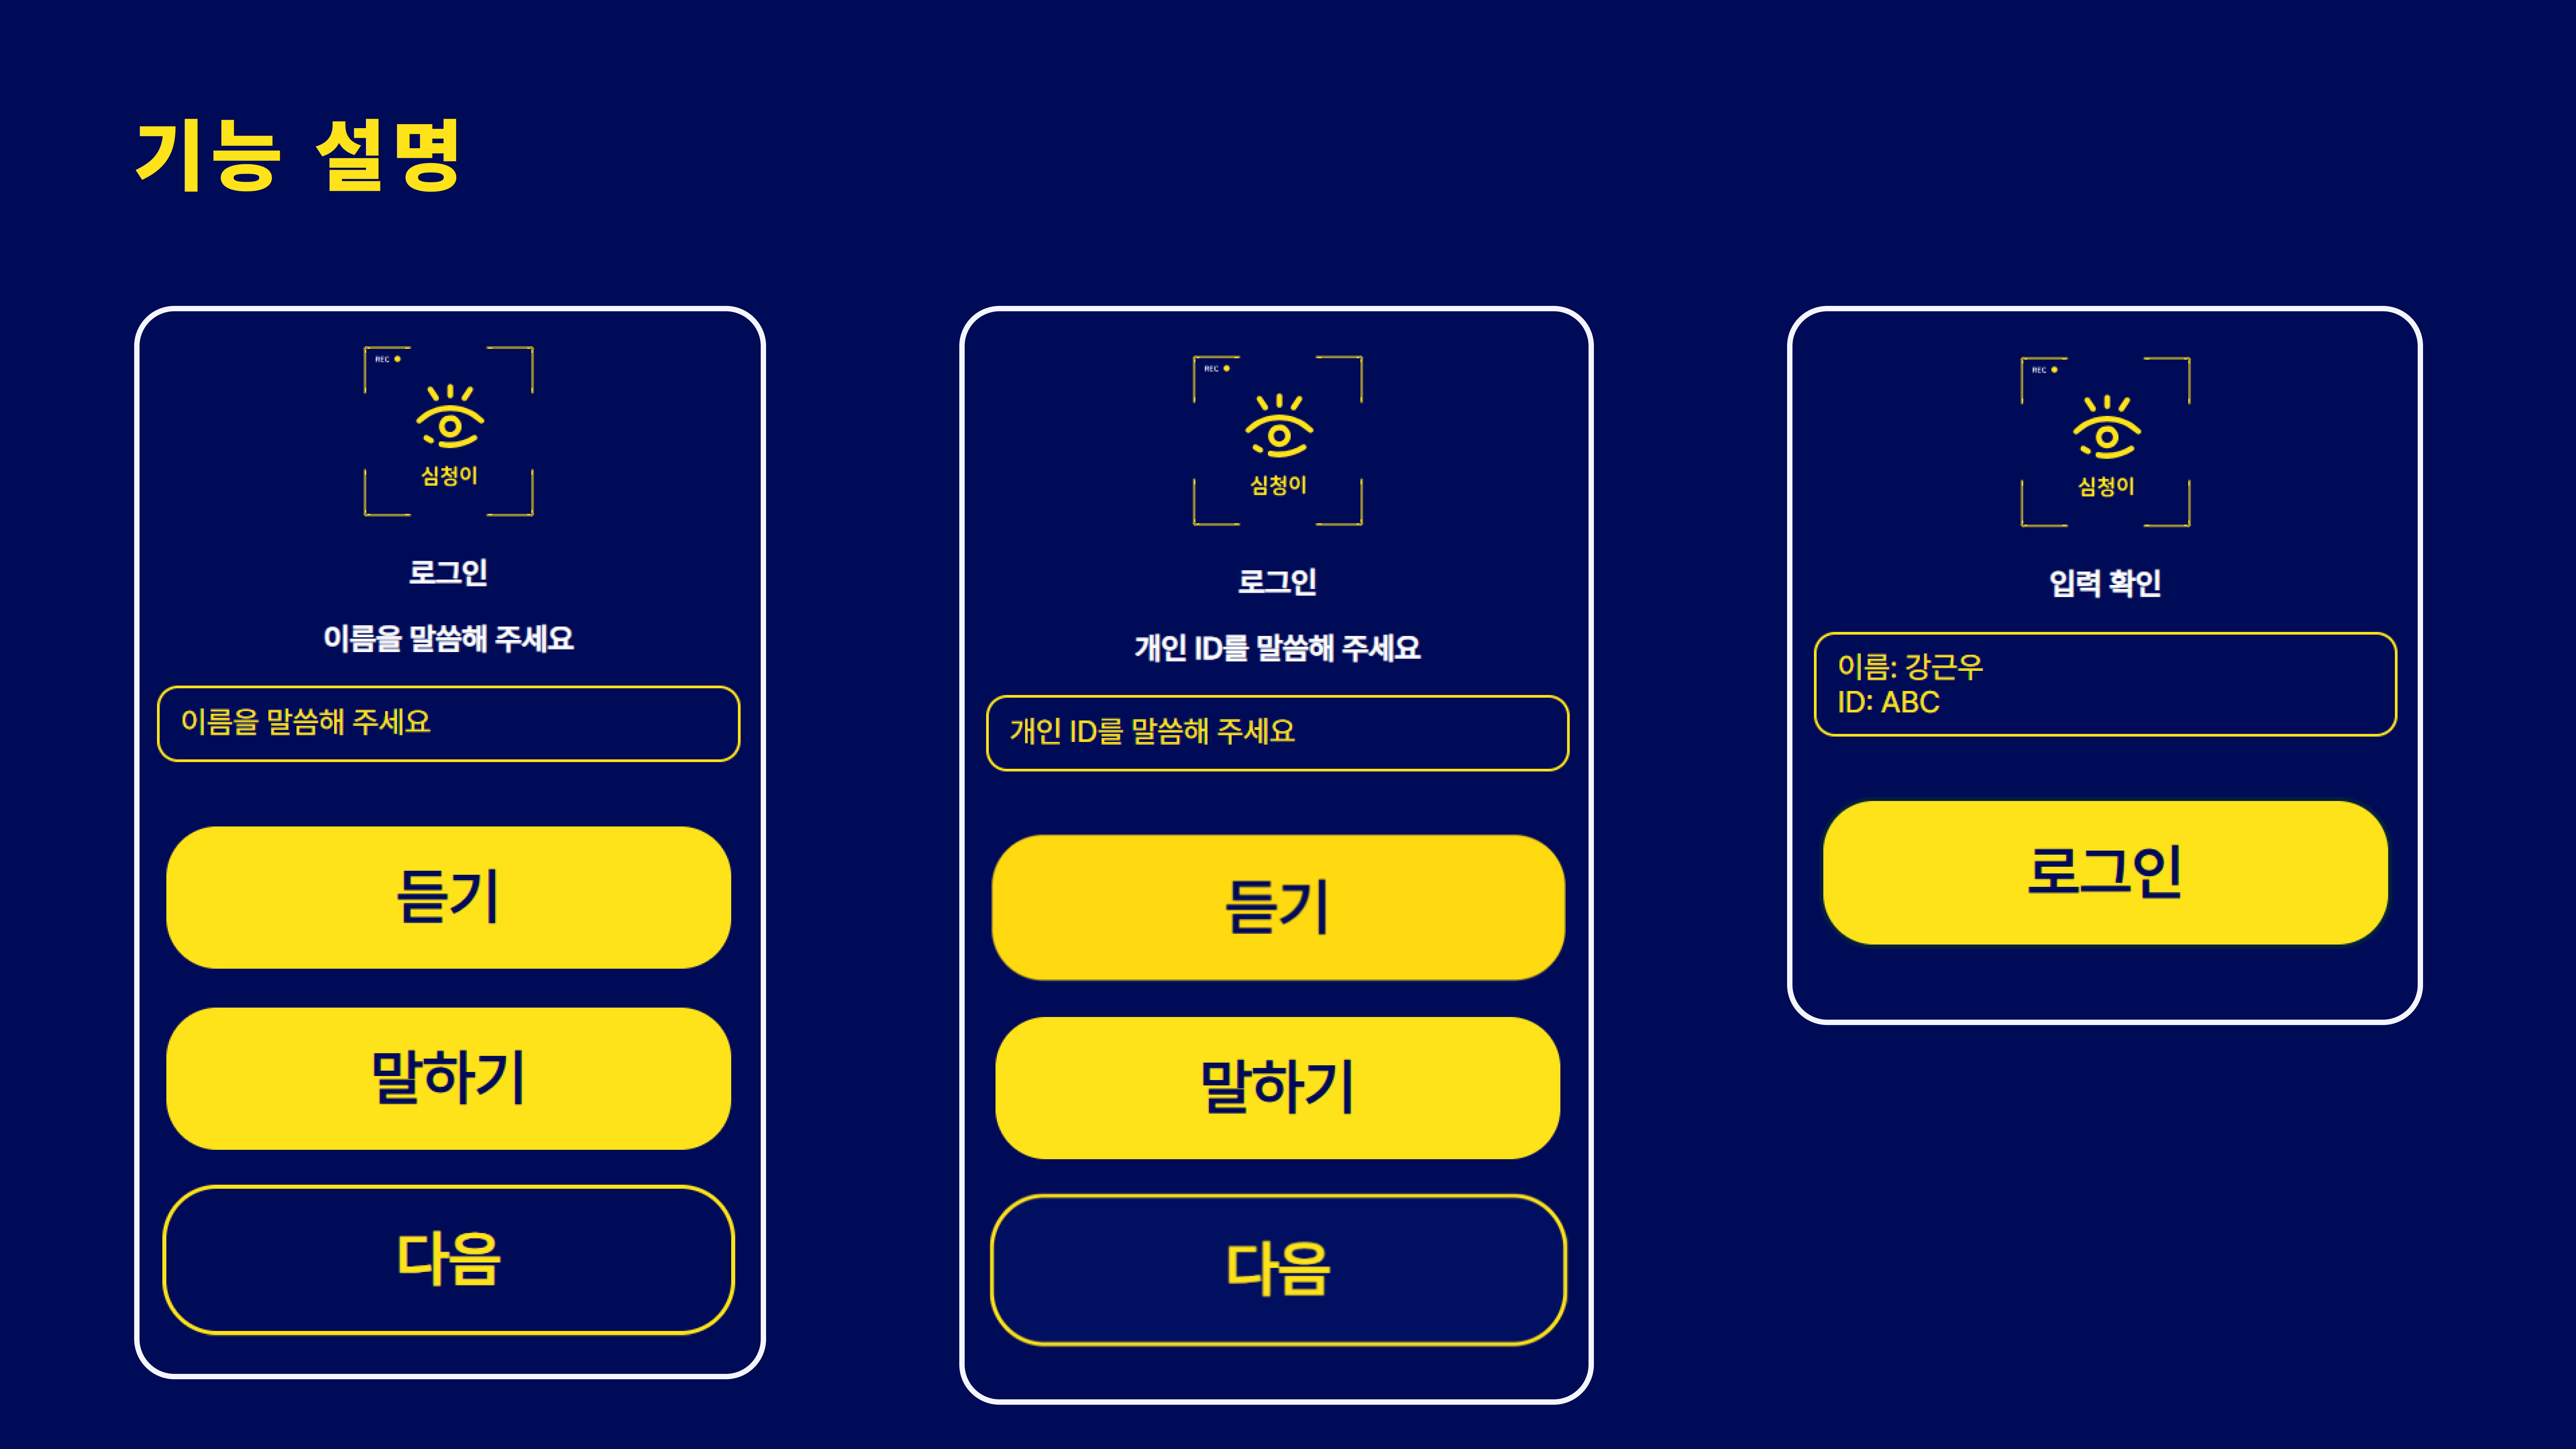 기능 설명
REC
심청이
로그인
이름을 말씀해 주세요
이름을 말씀해 주세요
듣기
말하기
다음
REC
심청이
로그인
개인 ID를 말씀해 주세요
개인 ID를 말씀해 주세요
듣기
말하기
다음
REC
심청이
입력 확인
이름: 강근우
ID: ABC
로그인